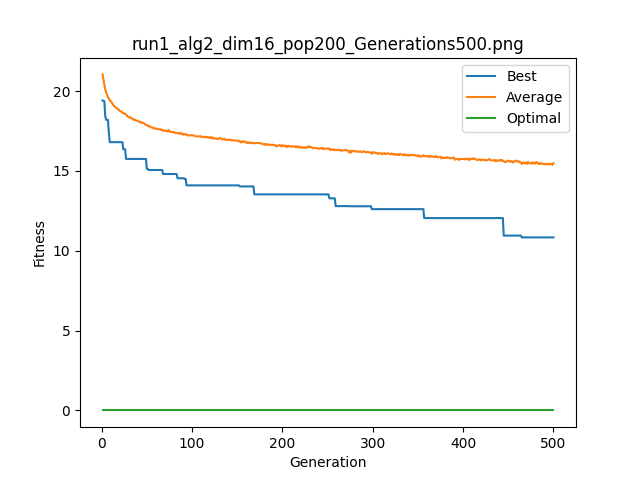 run1_alg2_dim16_pop200_Generations500.png
Best
Average
Optimal
20
15
10
5
0
Fitness
0 100 200 300 400 500
Generation